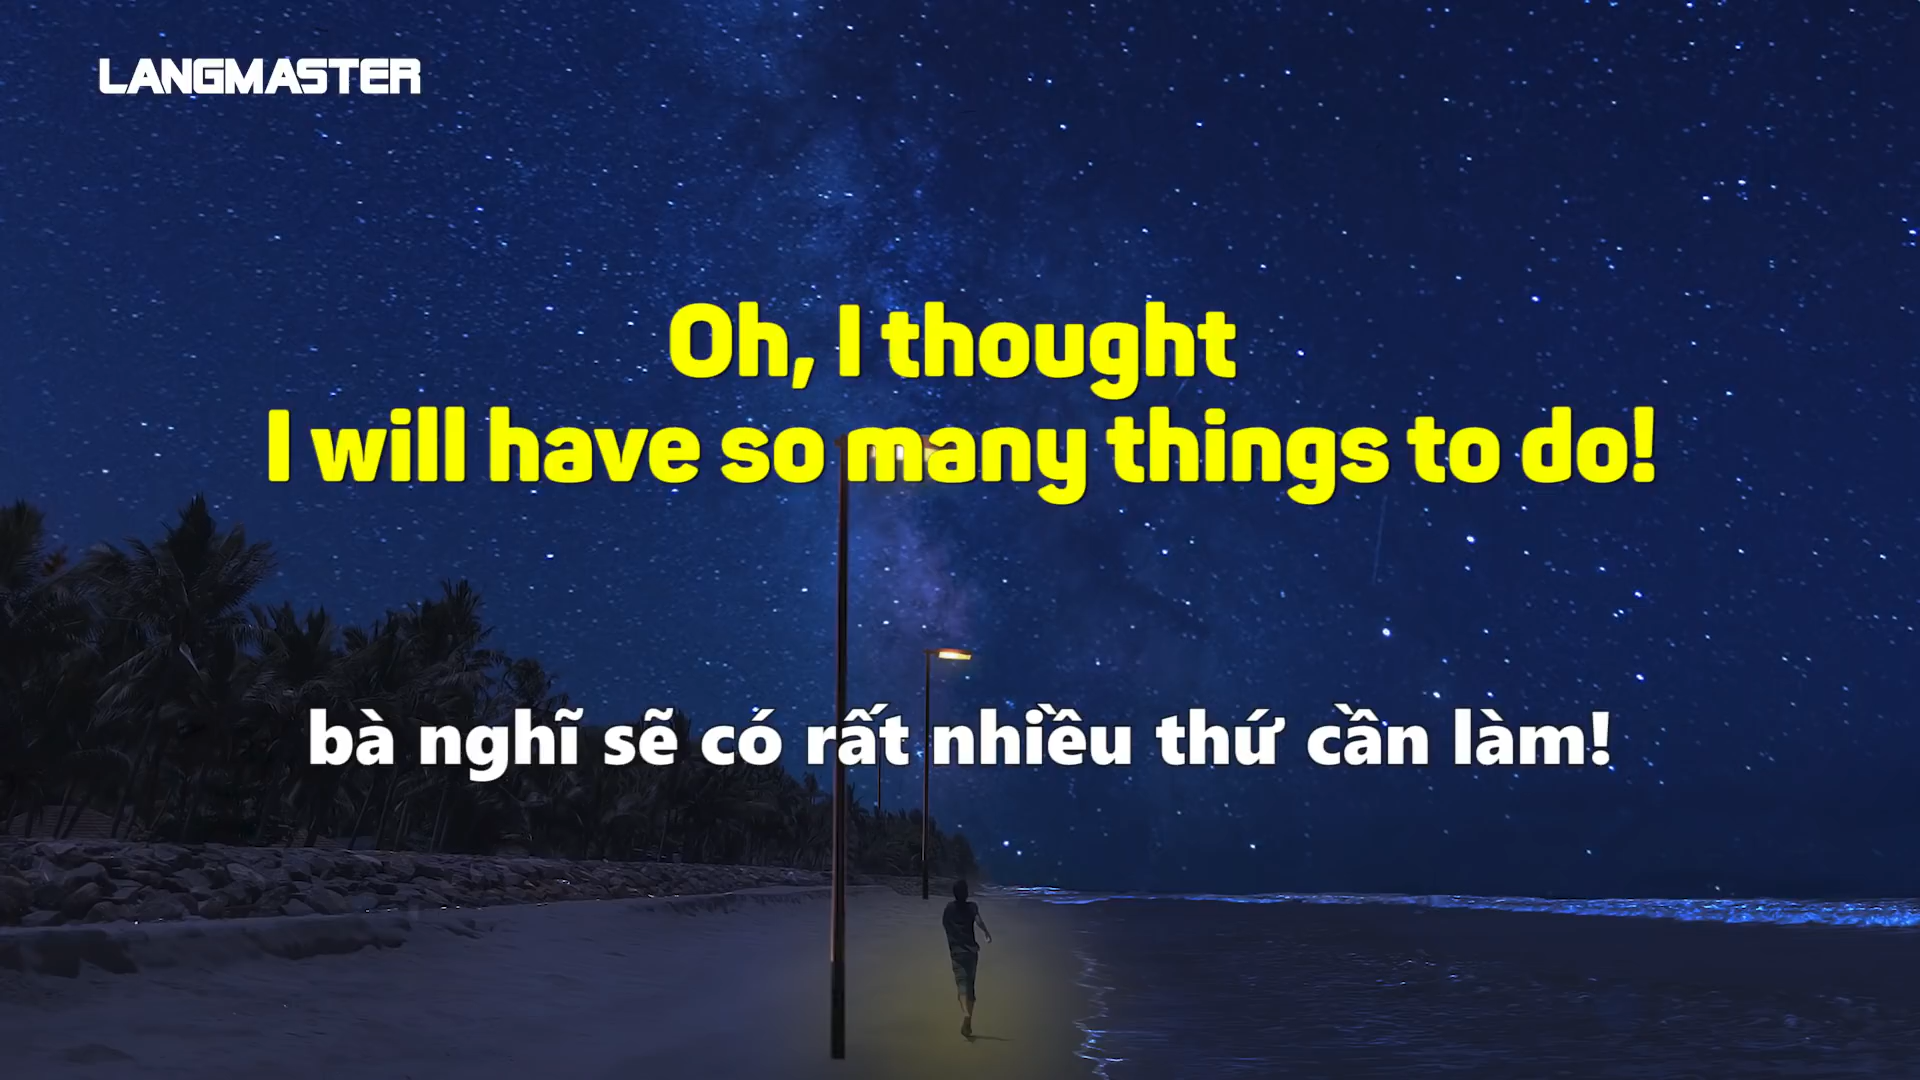 LANGMASTER
Oh, I thought
I will have so many things to do!
bà nghĩ sẽ có rất nhiều thứ cần làm!